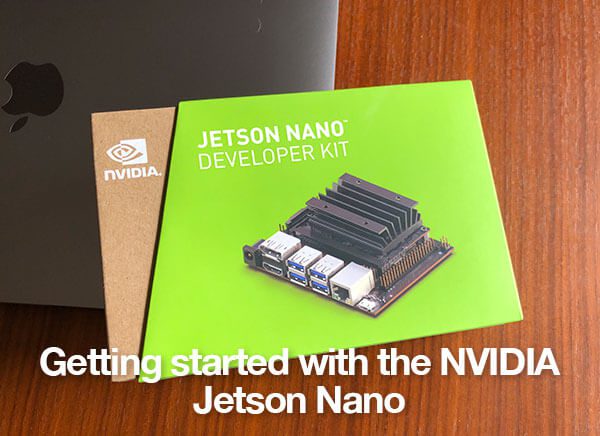 JETSON NANO™
DEVELOPER KIT
NVIDIA.
Getting started with the NVIDIA
Jetson Nano